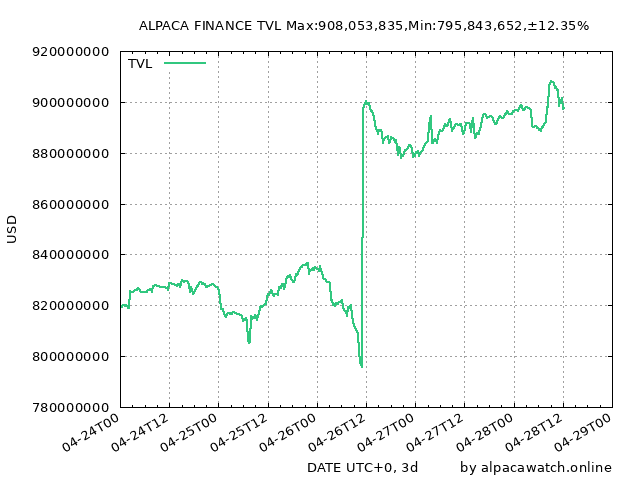 ALPACA FINANCE TVL Max:908,053,835,Min:795,843,652,±12.35%
TVL
920000000
900000000
880000000
860000000
840000000
820000000
800000000
780000000
USD
04-24T00
04-24T12
04-25T00
04-25T12
04-26T00
04-26T12
04-27T00
04-27T12
04-28T00
04-28T12
04-29T00
DATE UTC+0, 3d
by alpacawatch.online